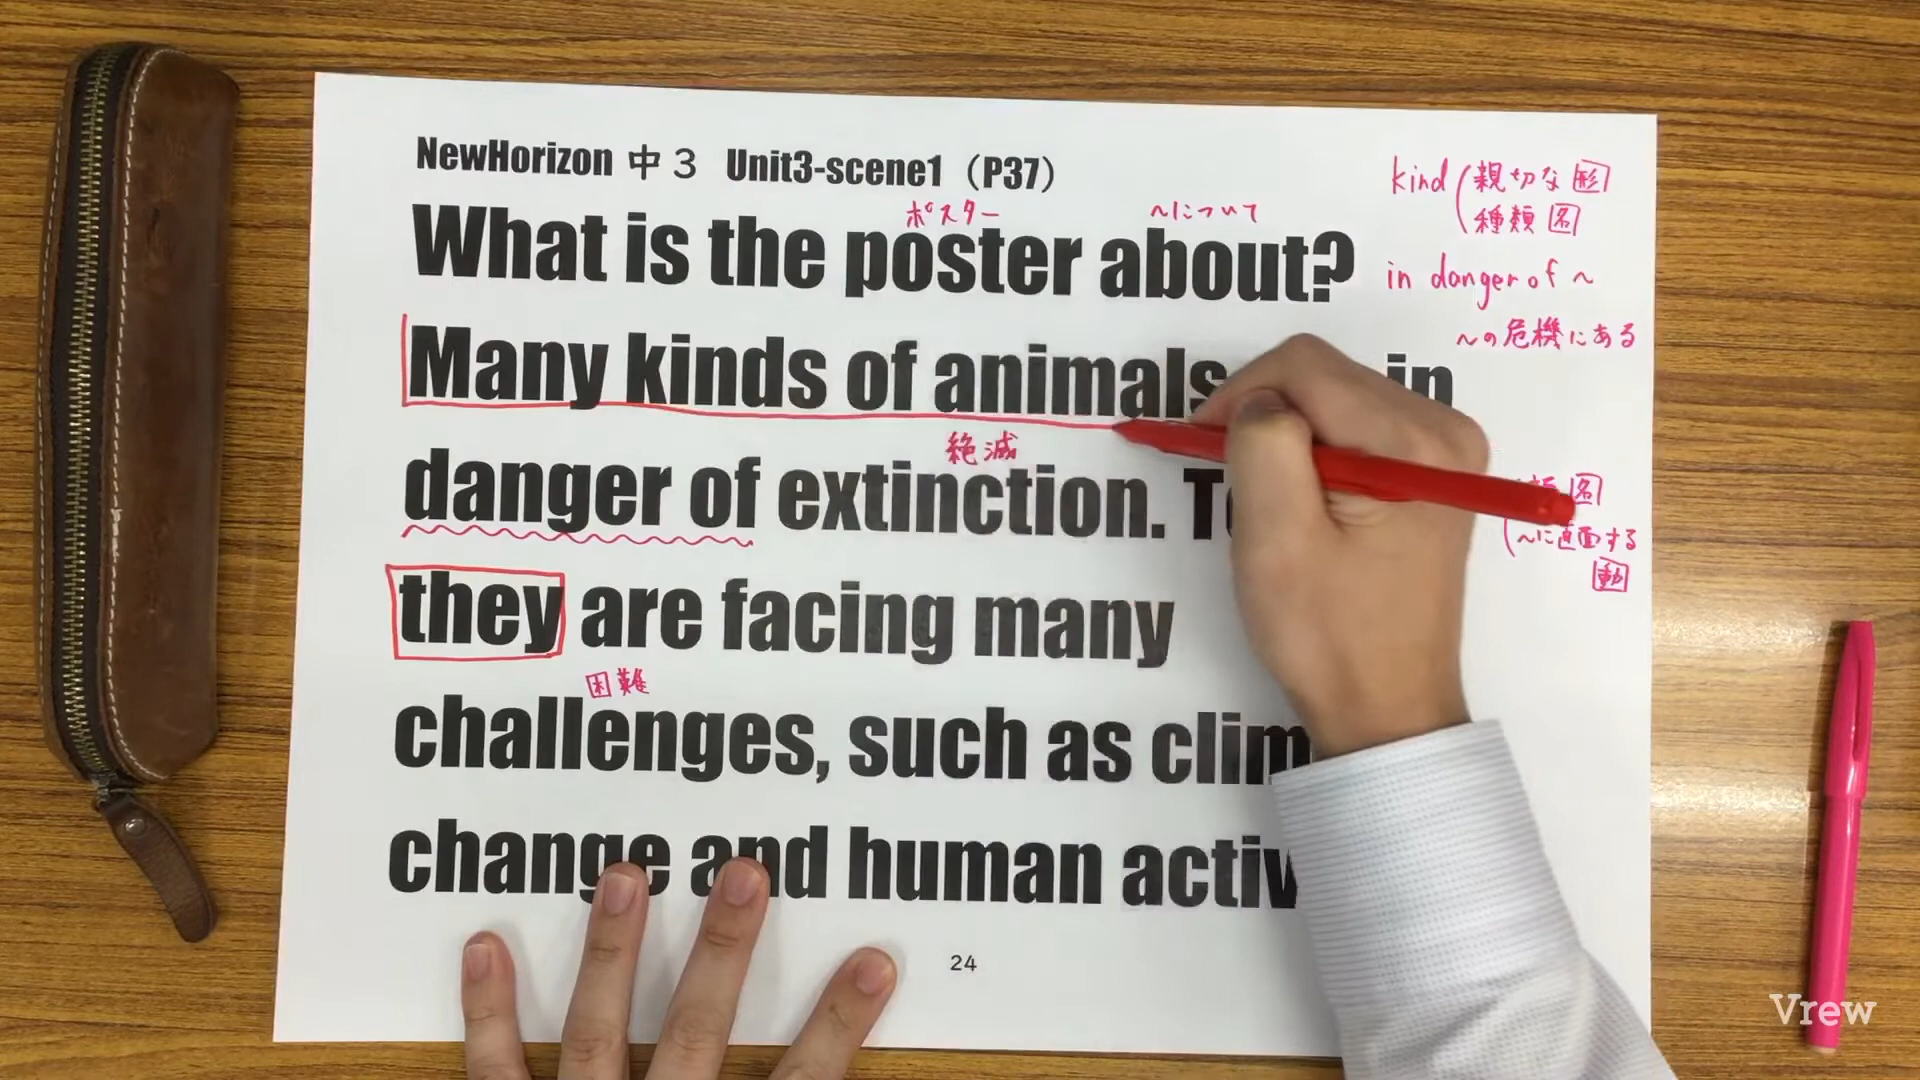 NewHorizon 中3 Unit3-scene1（P37）
ポスター ~について
What is the poster about?
Many kinds of animals in
絶滅
danger of extinction.
they are facing many
困難
challenges, such as clim
change and human activ
24
kind 親切な 形
種類 名
in danger of ~
~の危機にある
名
~に直面する
動
Vrew